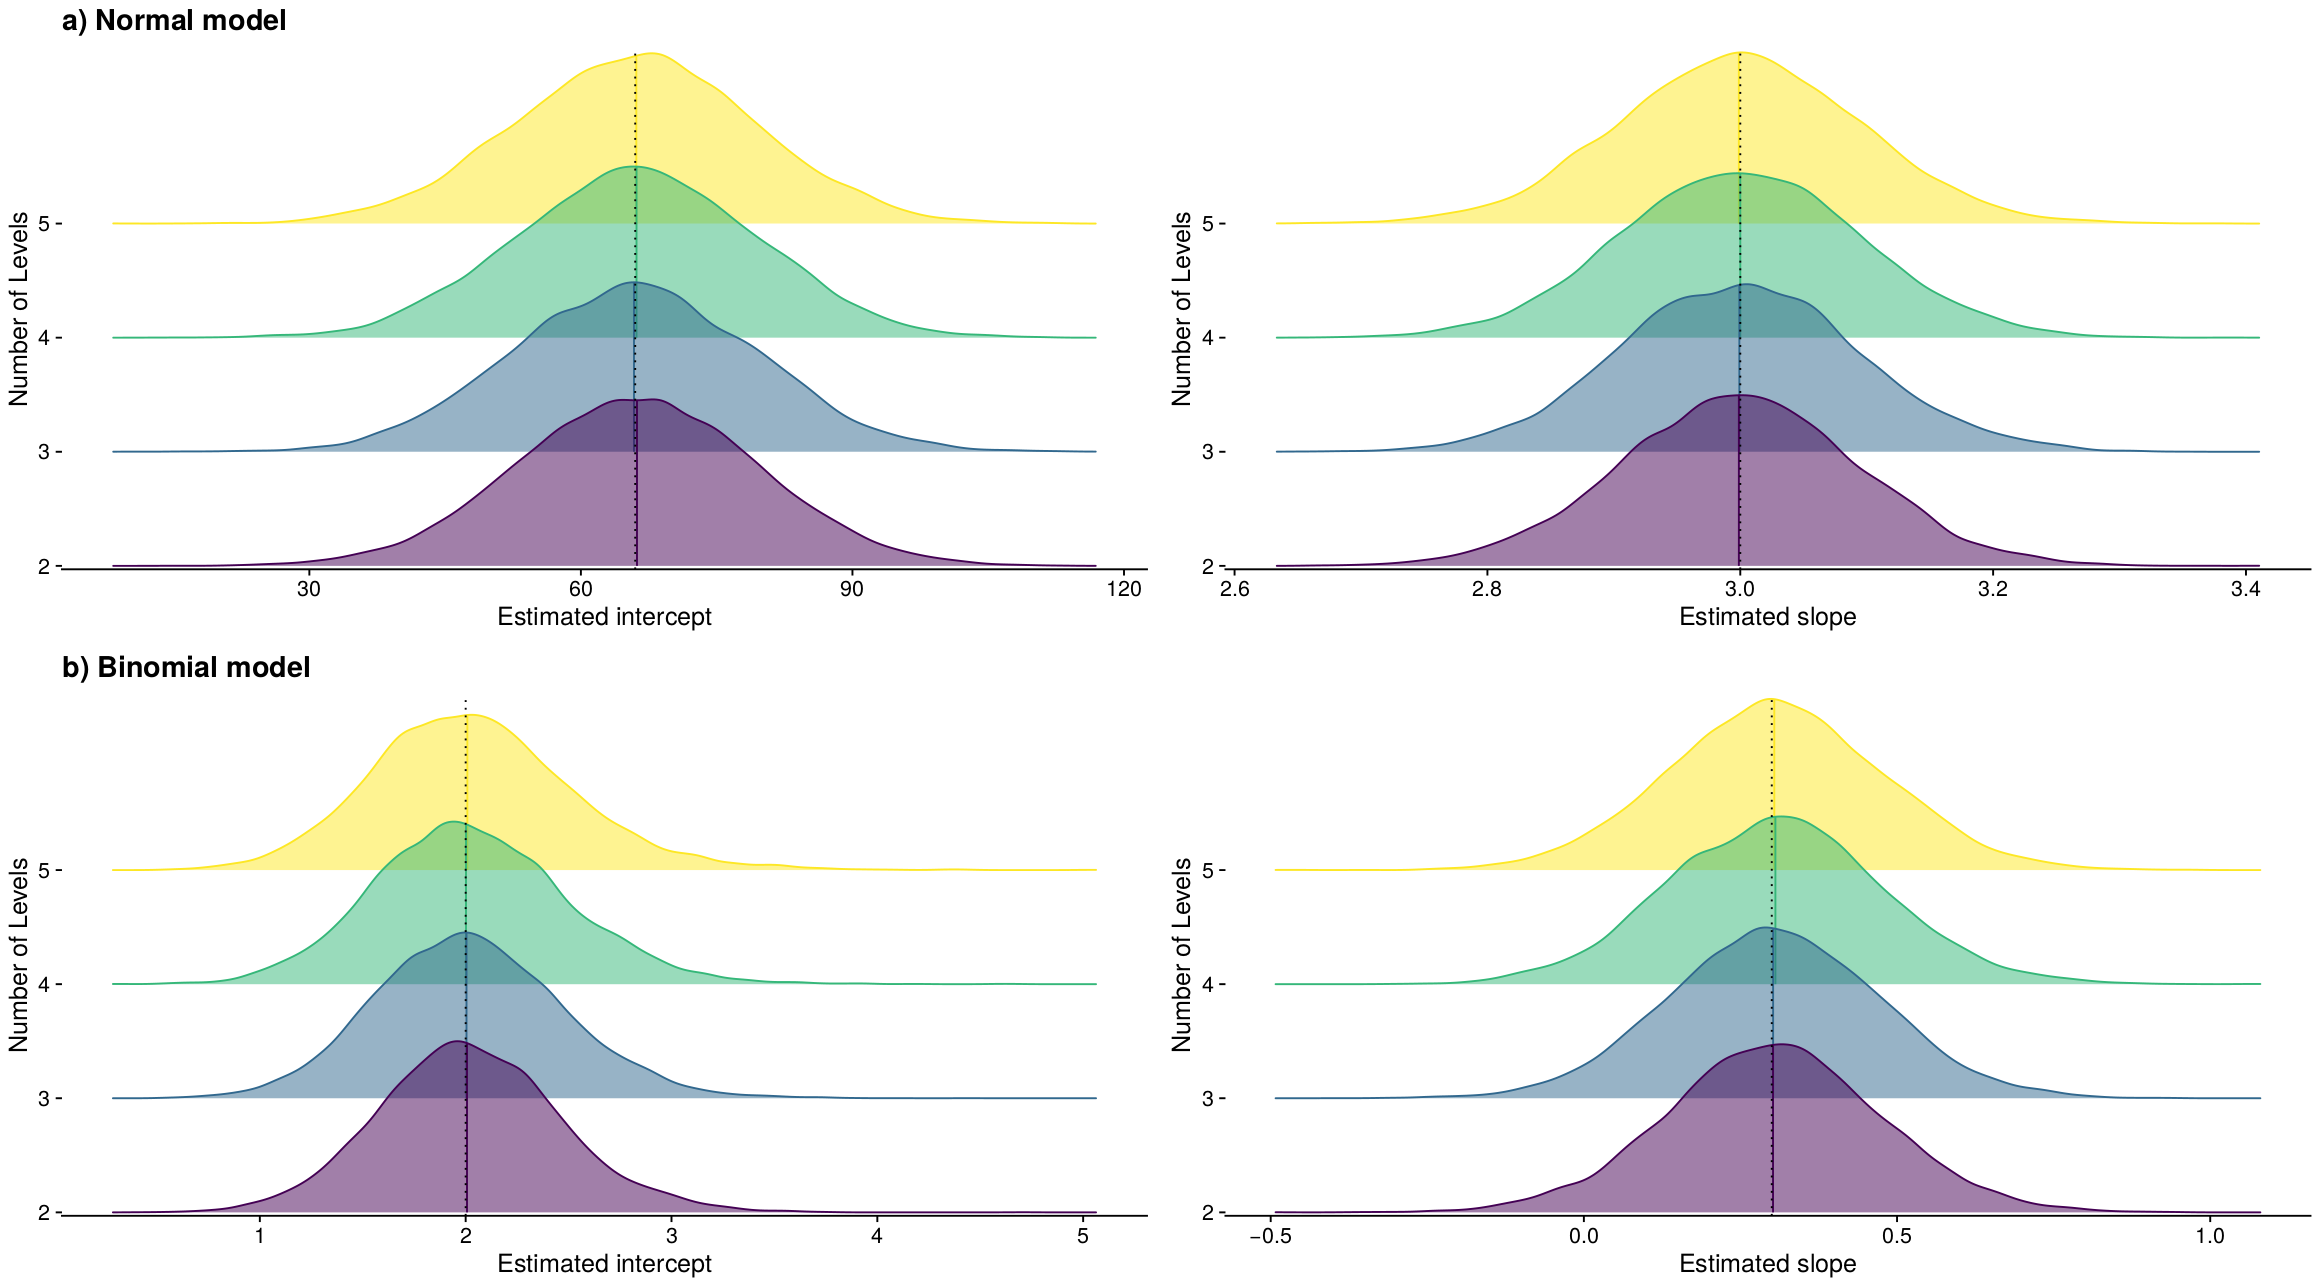 a) Normal model
Number of Levels
5
4
3
2
30 60 90 120
Estimated intercept
Number of Levels
5
4
3
2
2.6 2.8 3.0 3.2 3.4
Estimated slope
b) Binomial model
Number of Levels
5
4
3
2
1 2 3 4 5
Estimated intercept
Number of Levels
5
4
3
2
−0.5 0.0 0.5 1.0
Estimated slope